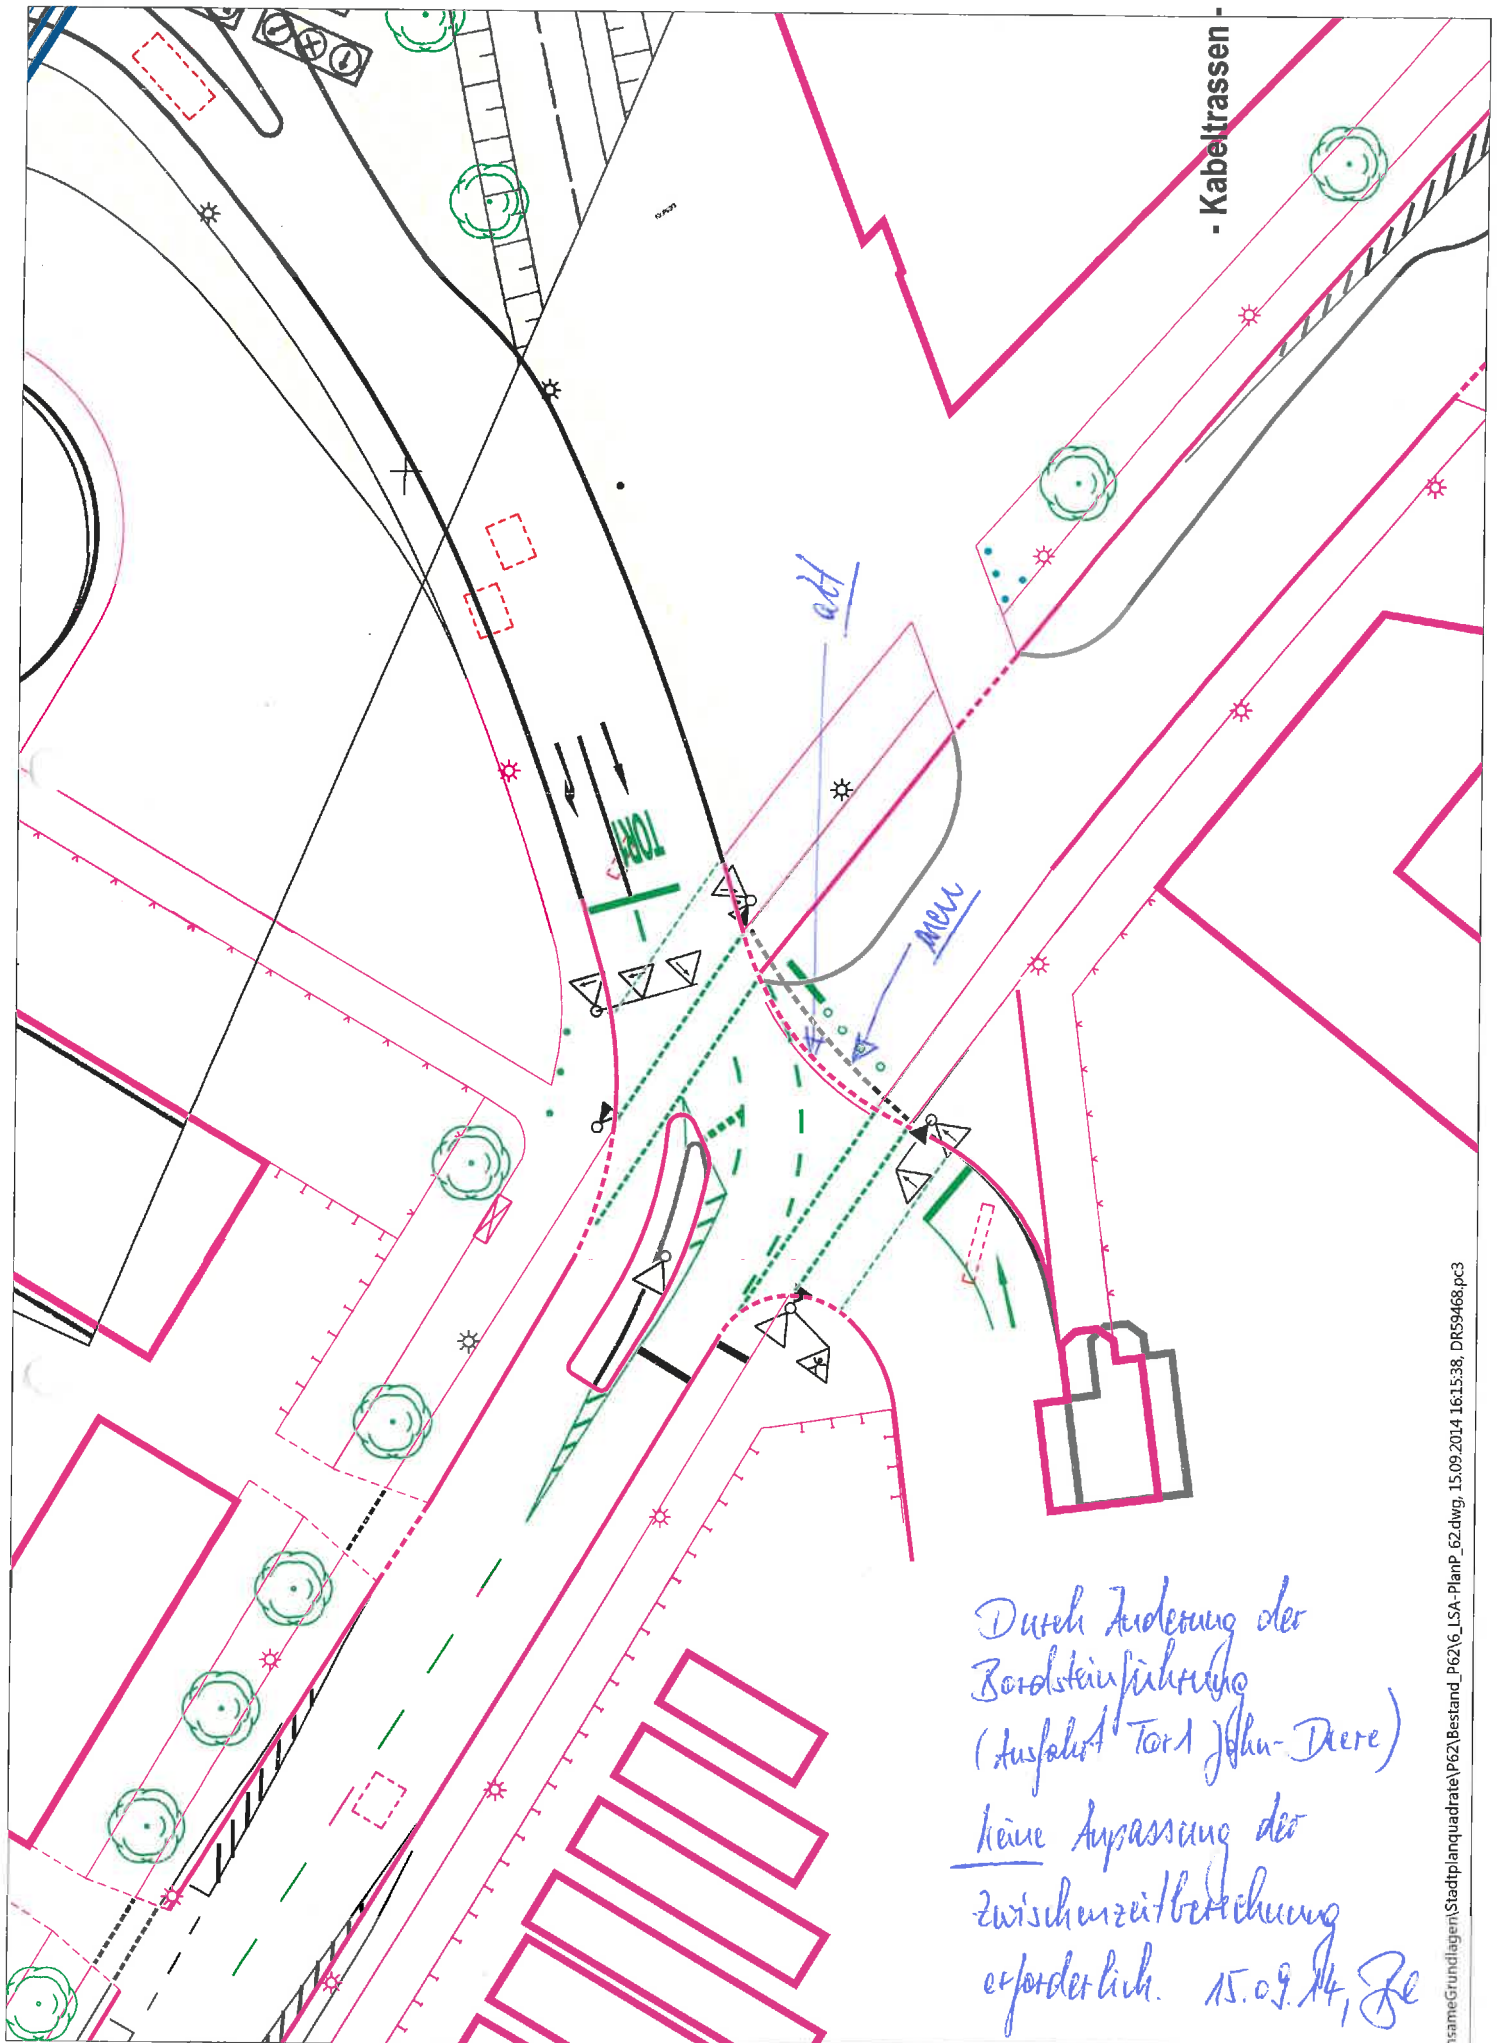 - Kabeltrassen -
alt
TOR1
neu
Durch Änderung der
Bordsteinführung
(Ausfahrt Tor1 John-Deere)
keine Anpassung der
Zwischenzeitberechnung
erforderlich. 15.09.14,
nsameGrundlagen\Stadtplanquadrate\P62\Bestand_P62\6_LSA-PlanP_62.dwg, 15.09.2014 16:15:38, DR59468.pc3